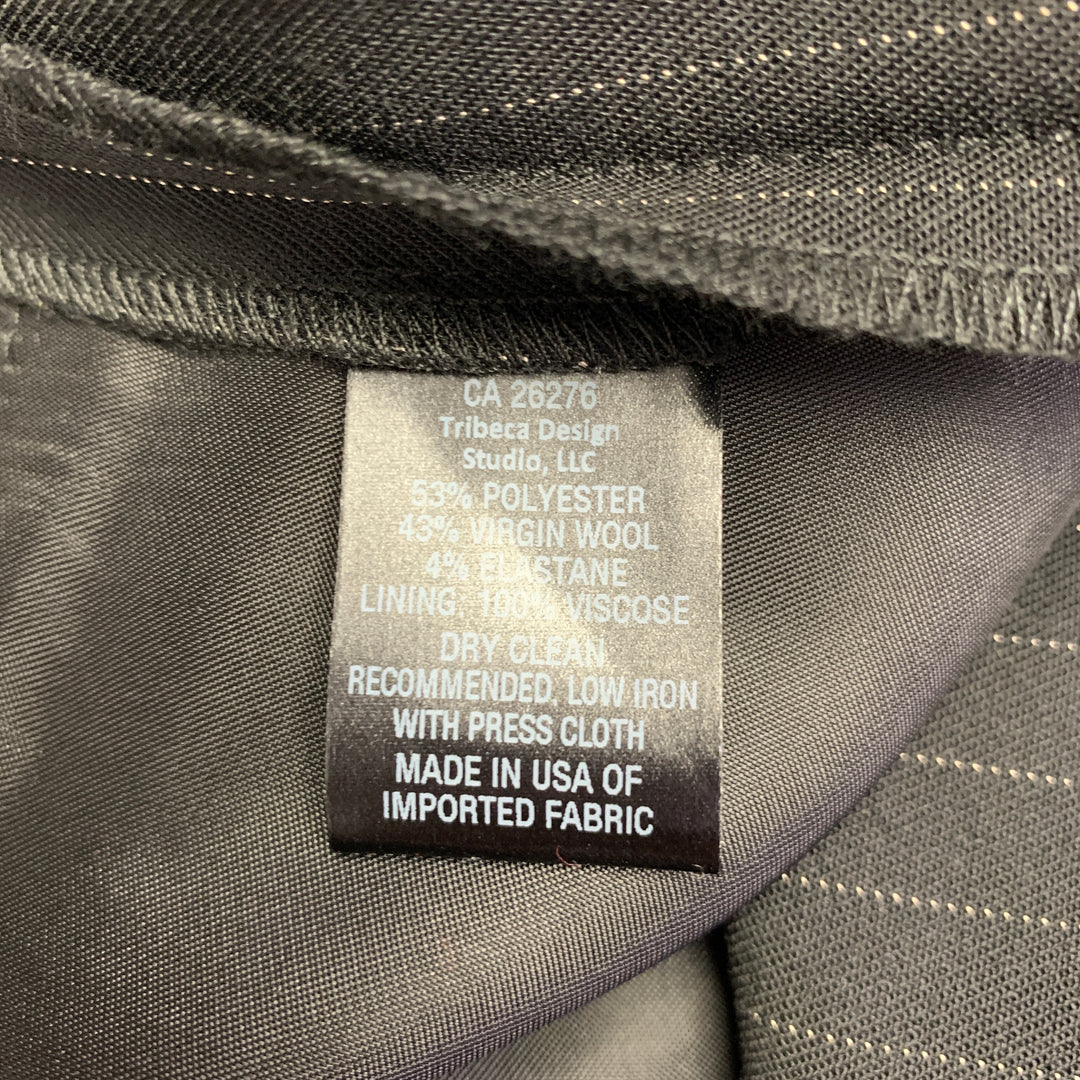 CA 26276
Tribeca Design
Studio, LLC
53% POLYESTER
43% VIRGIN WOOL
4% ELASTANE
LINING, 100% VISCOSE
DRY CLEAN
RECOMMENDED, LOW IRON
WITH PRESS CLOTH
MADE IN USA OF
IMPORTED FABRIC